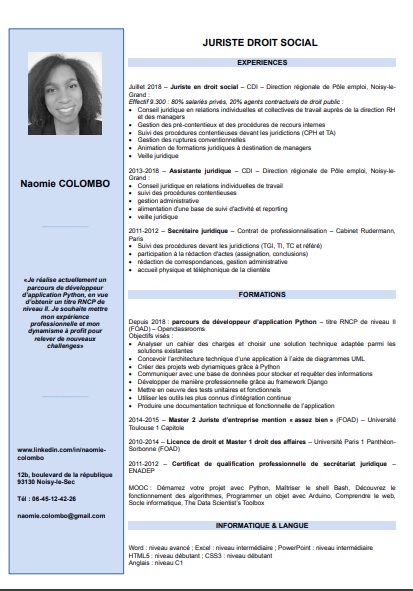 JURISTE DROIT SOCIAL
EXPERIENCES
Juillet 2018 – Juriste en droit social – CDI – Direction régionale de Pôle emploi, Noisy-le-
Grand :
Effectif 9.300 : 80% salariés privés, 20% agents contractuels de droit public :
• Conseil juridique en relations individuelles et collectives de travail auprès de la direction RH
et des managers
• Gestion des pré-contentieux et des procédures de recours internes
• Suivi des procédures contentieuses devant les juridictions (CPH et TA)
• Gestion des ruptures conventionnelles
• Animation de formations juridiques à destination de managers
• Veille juridique
2013-2018 – Assistante juridique – CDI – Direction régionale de Pôle emploi, Noisy-le-Grand
:
• Conseil juridique en relations individuelles de travail
• suivi des procédures contentieuses
• gestion administrative
• alimentation d'une base de suivi d'activité et reporting
• veille juridique
2011-2012 – Secrétaire juridique – Contrat de professionnalisation – Cabinet Rudermann,
Paris
• Suivi des procédures devant les juridictions (TGI, TI, TC et référé)
• participation à la rédaction d'actes (assignation, conclusions)
• rédaction de correspondances, gestion administrative
• accueil physique et téléphonique de la clientèle
FORMATIONS
Depuis 2018 : parcours de développeur d'application Python – titre RNCP de niveau II
(FOAD) – Openclassrooms
Objectifs visés :
• Analyser un cahier des charges et choisir une solution technique adaptée parmi les
solutions existantes
• Concevoir l'architecture technique d'une application à l'aide de diagrammes UML
• Créer des projets web dynamiques grâce à Python
• Communiquer avec une base de données pour stocker et requêter des informations
• Développer de manière professionnelle grâce au framework Django
• Mettre en oeuvre des tests unitaires et fonctionnels
• Utiliser les outils les plus connus d'intégration continue
• Produire une documentation technique et fonctionnelle de l'application
2014-2015 – Master 2 Juriste d'entreprise mention « assez bien » (FOAD) – Université
Toulouse 1 Capitole
2010-2014 – Licence de droit et Master 1 droit des affaires – Université Paris 1 Panthéon-
Sorbonne (FOAD)
2011-2012 – Certificat de qualification professionnelle de secrétariat juridique –
ENADEP
MOOC : Démarrez votre projet avec Python, Maîtriser le shell Bash, Découvrez le
fonctionnement des algorithmes, Programmer un objet avec Arduino, Comprendre le web,
Socle informatique, The Data Scientist's Toolbox
INFORMATIQUE & LANGUE
Word : niveau avancé ; Excel : niveau intermédiaire ; PowerPoint : niveau intermédiaire
HTML5 : niveau débutant ; CSS3 : niveau débutant
Anglais : niveau C1
Naomie COLOMBO
«Je réalise actuellement un
parcours de développeur
d'application Python, en vue
d'obtenir un titre RNCP de
niveau II. Je souhaite mettre
mon expérience
professionnelle et mon
dynamisme à profit pour
relever de nouveaux
challenges»
www.linkedin.com/in/naomie-
colombo
12b, boulevard de la république
93130 Noisy-le-Sec
Tél : 06-45-12-42-26
naomie.colombo@gmail.com